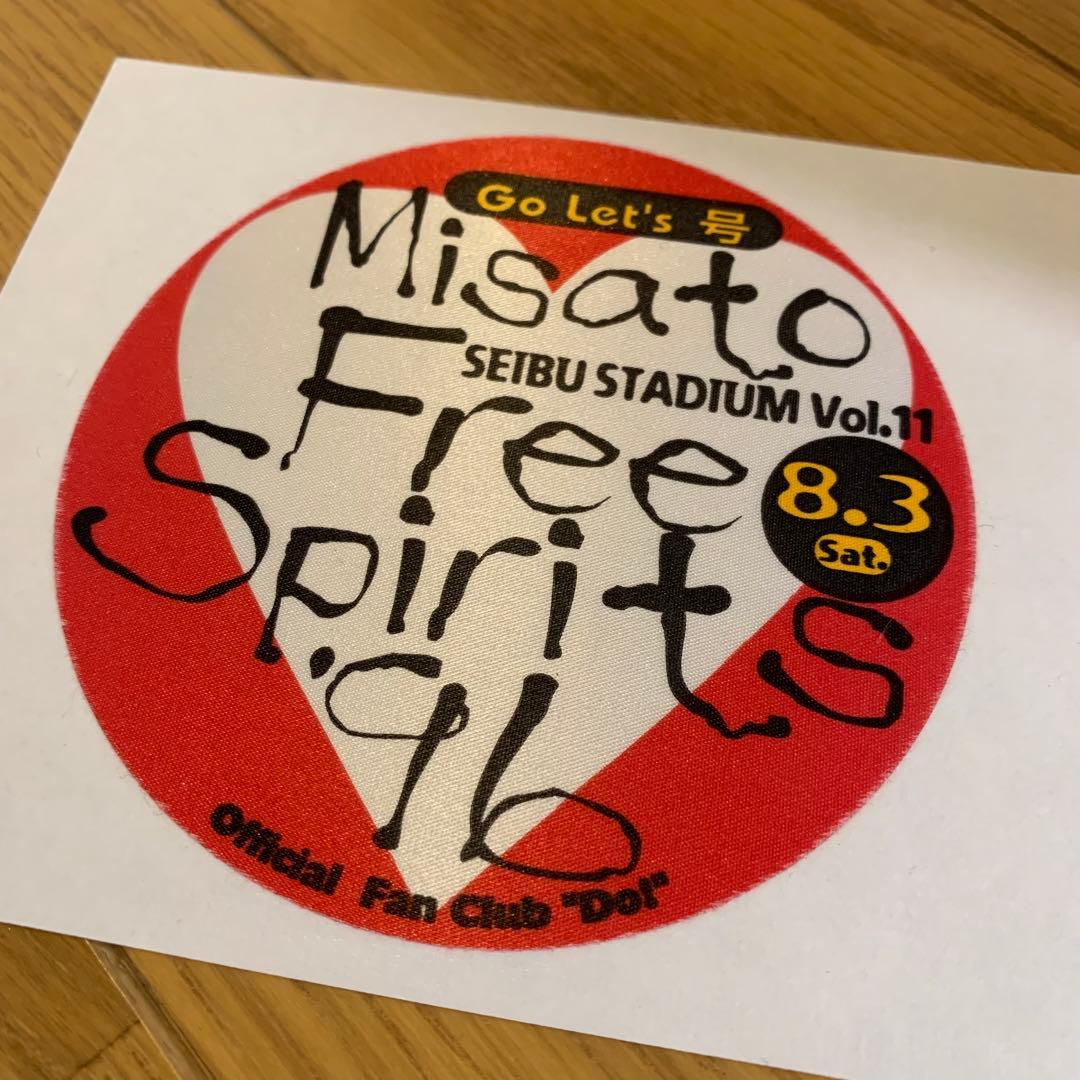 Go Let's 号
Misato
SEIBU STADIUM Vol.11
Free
8.3
Sat.
Spirits
'96
Official Fan Club "Do!"